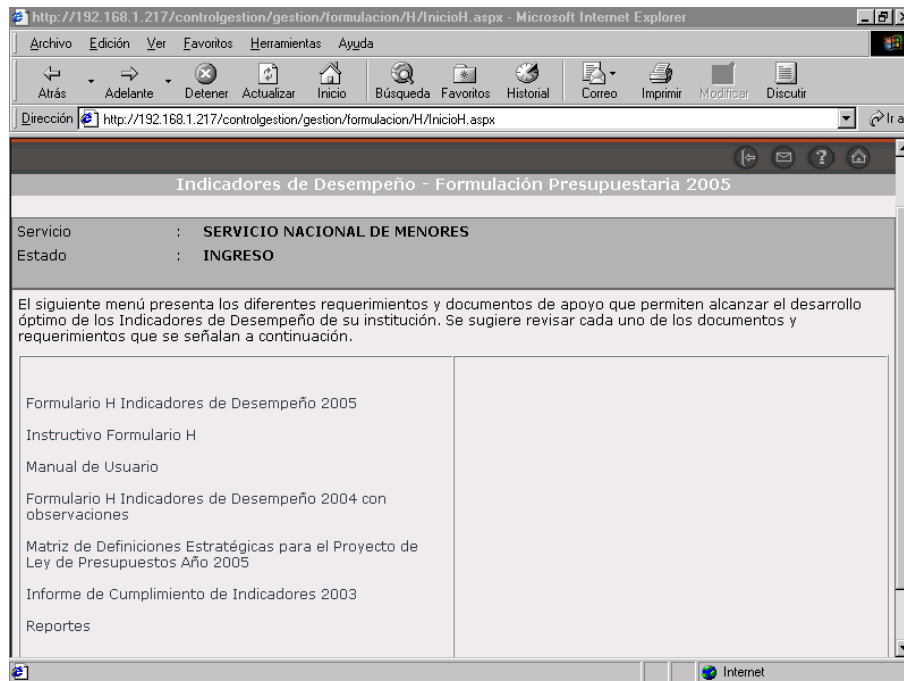 http://192.168.1.217/controlgestion/gestion/formulacion/H/InicioH.aspx - Microsoft Internet Explorer
Archivo Edición Ver Favoritos Herramientas Ayuda
Atrás Adelante Detener Actualizar Inicio Búsqueda Favoritos Historial Correo Imprimir Modificar Discutir
Dirección http://192.168.1.217/controlgestion/gestion/formulacion/H/InicioH.aspx Ir a
Indicadores de Desempeño - Formulación Presupuestaria 2005
Servicio : SERVICIO NACIONAL DE MENORES
Estado : INGRESO
El siguiente menú presenta los diferentes requerimientos y documentos de apoyo que permiten alcanzar el desarrollo
óptimo de los Indicadores de Desempeño de su institución. Se sugiere revisar cada uno de los documentos y
requerimientos que se señalan a continuación.
Formulario H Indicadores de Desempeño 2005
Instructivo Formulario H
Manual de Usuario
Formulario H Indicadores de Desempeño 2004 con
observaciones
Matriz de Definiciones Estratégicas para el Proyecto de
Ley de Presupuestos Año 2005
Informe de Cumplimiento de Indicadores 2003
Reportes
Internet